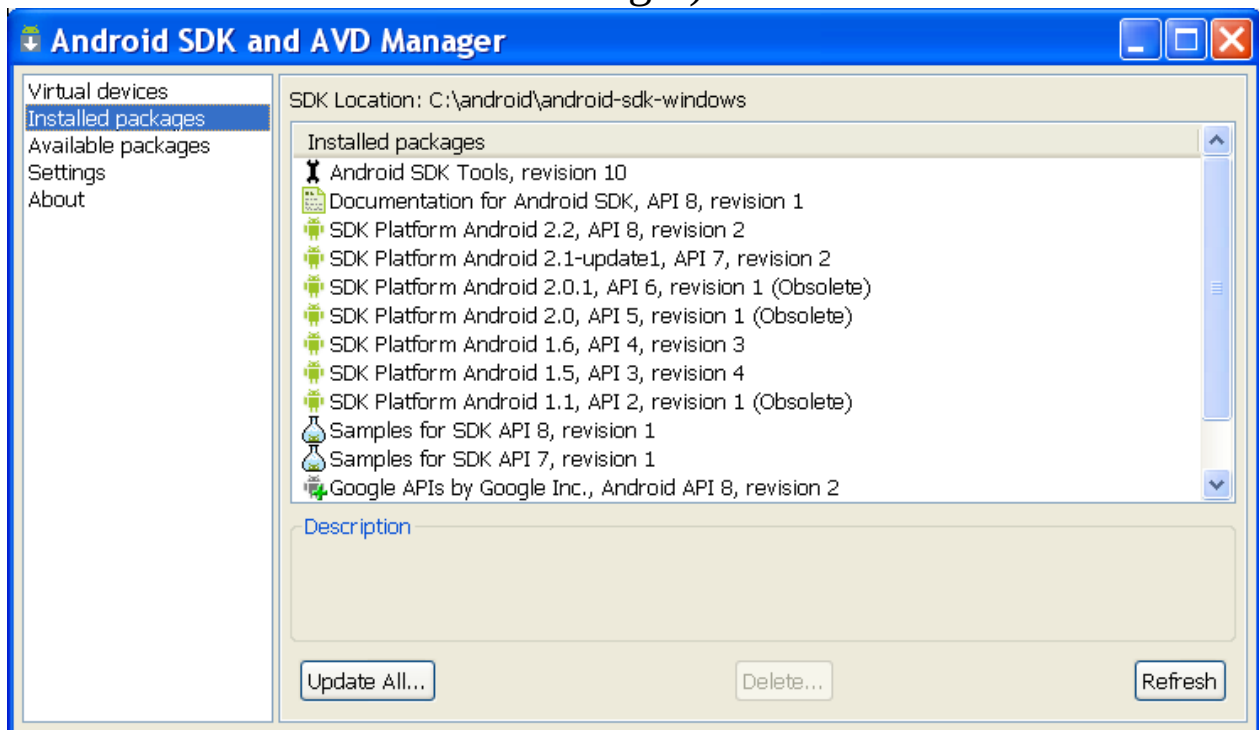 Android SDK and AVD Manager
Virtual devices
Installed packages
Available packages
Settings
About
SDK Location: C:\android\android-sdk-windows
Installed packages
Android SDK Tools, revision 10
Documentation for Android SDK, API 8, revision 1
SDK Platform Android 2.2, API 8, revision 2
SDK Platform Android 2.1-update1, API 7, revision 2
SDK Platform Android 2.0.1, API 6, revision 1 (Obsolete)
SDK Platform Android 2.0, API 5, revision 1 (Obsolete)
SDK Platform Android 1.6, API 4, revision 3
SDK Platform Android 1.5, API 3, revision 4
SDK Platform Android 1.1, API 2, revision 1 (Obsolete)
Samples for SDK API 8, revision 1
Samples for SDK API 7, revision 1
Google APIs by Google Inc., Android API 8, revision 2
Description
Update All...
Delete...
Refresh